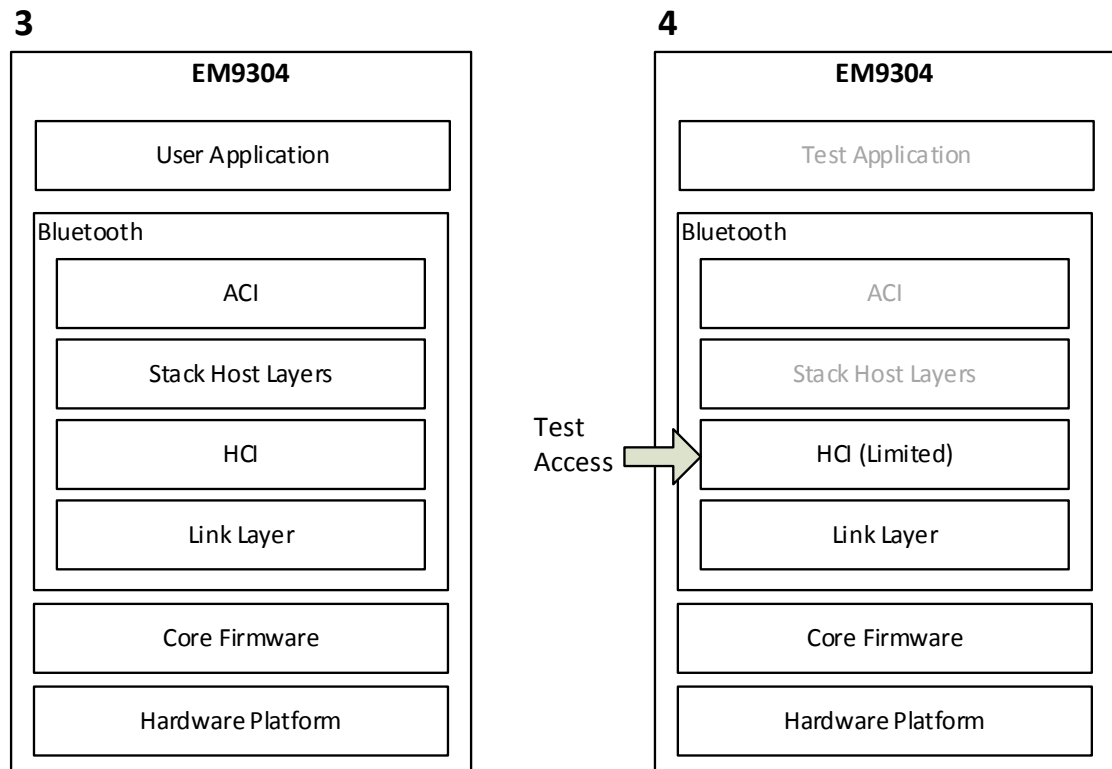 3
EM9304
User Application
Bluetooth
ACI
Stack Host Layers
HCI
Link Layer
Core Firmware
Hardware Platform
4
EM9304
Test Application
Bluetooth
ACI
Stack Host Layers
Test
Access
HCI (Limited)
Link Layer
Core Firmware
Hardware Platform